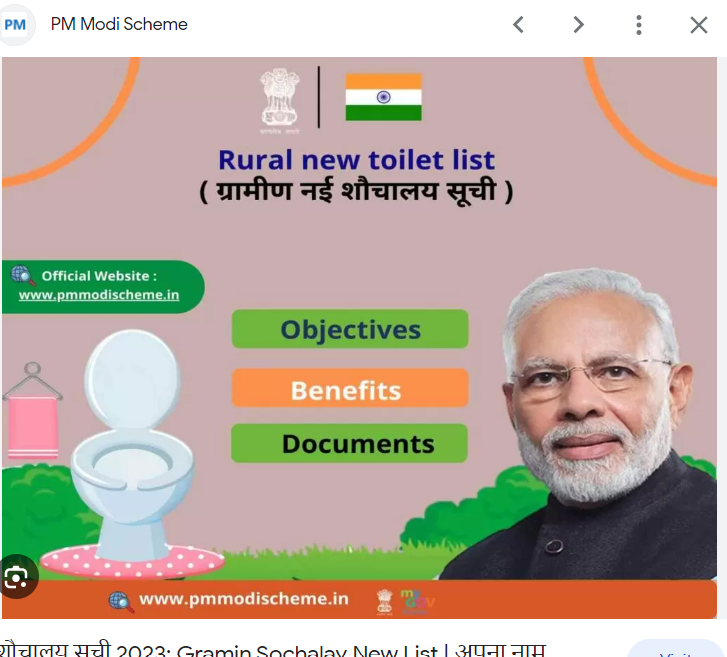 PM
PM Modi Scheme
Rural new toilet list
( ग्रामीण नई शौचालय सूची )
Official Website :
www.pmmodischeme.in
Objectives
Benefits
Documents
www.pmmodischeme.in
शौचालय सूची 2023: Gramin Sochalay New List | अपना नाम
Visit